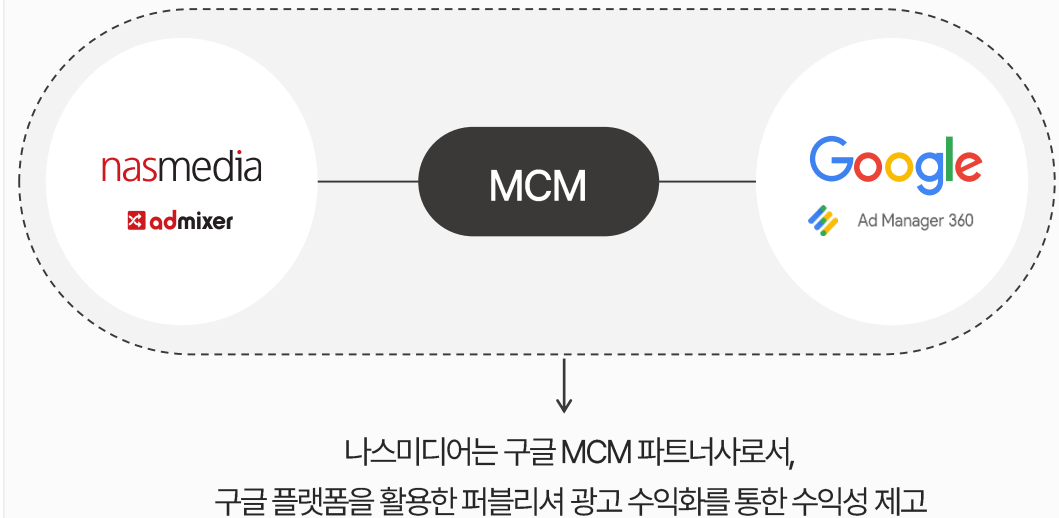 nasmedia
admixer
MCM
Google
Ad Manager 360
나스미디어는 구글 MCM 파트너사로서,
구글 플랫폼을 활용한 퍼블리셔 광고 수익화를 통한 수익성 제고